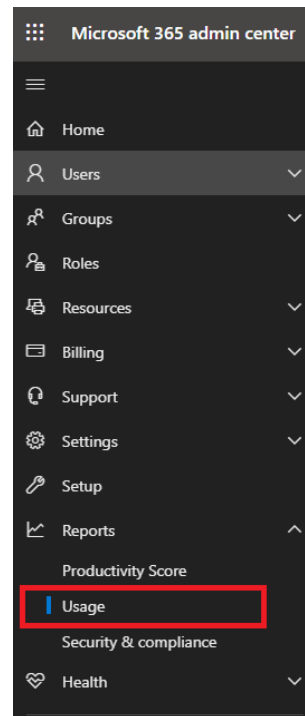 Microsoft 365 admin center
Home
Users
Groups
Roles
Resources
Billing
Support
Settings
Setup
Reports
Productivity Score
Usage
Security & compliance
Health